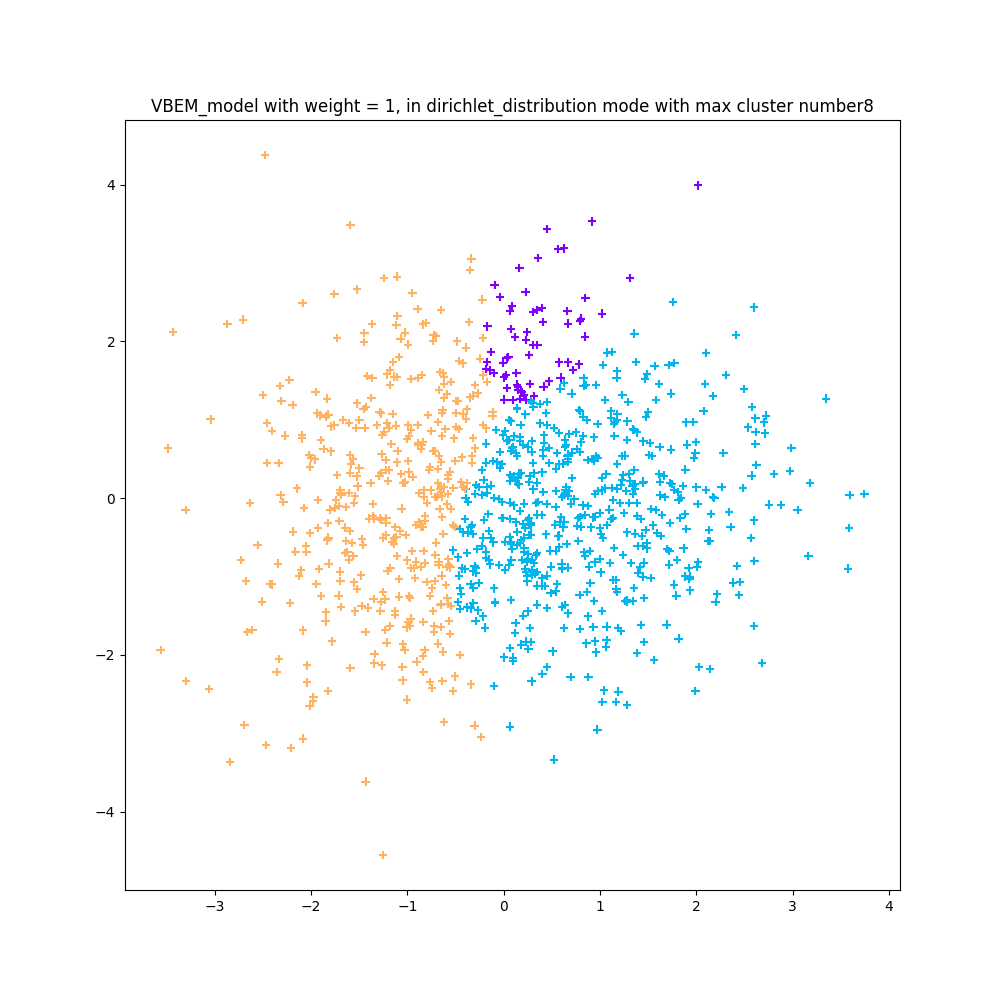 VBEM_model with weight = 1, in dirichlet_distribution mode with max cluster number8
4
2
0
−2
−4
−3 −2 −1 0 1 2 3 4